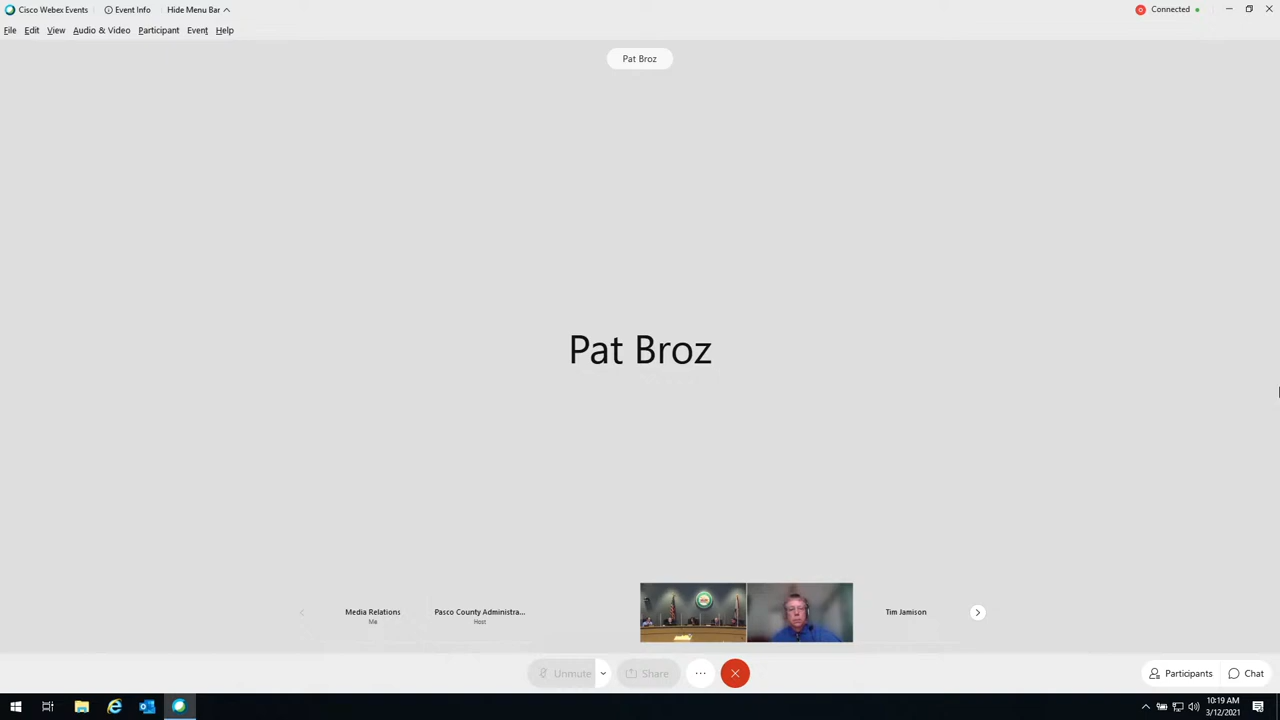 Cisco Webex Events Event Info Hide Menu Bar Connected
File Edit View Audio & Video Participant Event Help
Pat Broz
Pat Broz
Media Relations Pasco County Administra... Tim Jamison
Me Host
Unmute Share Participants Chat
10:19 AM
3/12/2021